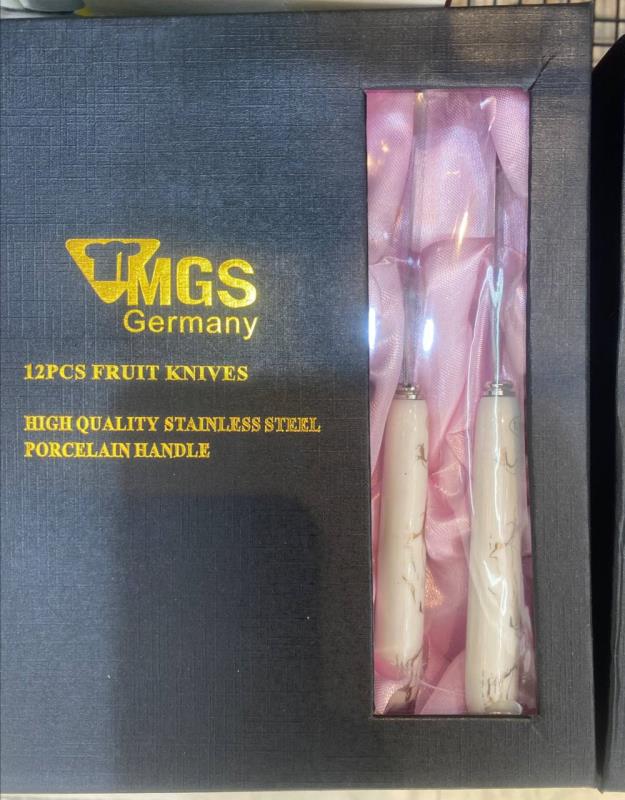 MGS
Germany
12PCS FRUIT KNIVES
HIGH QUALITY STAINLESS STEEL
PORCELAIN HANDLE